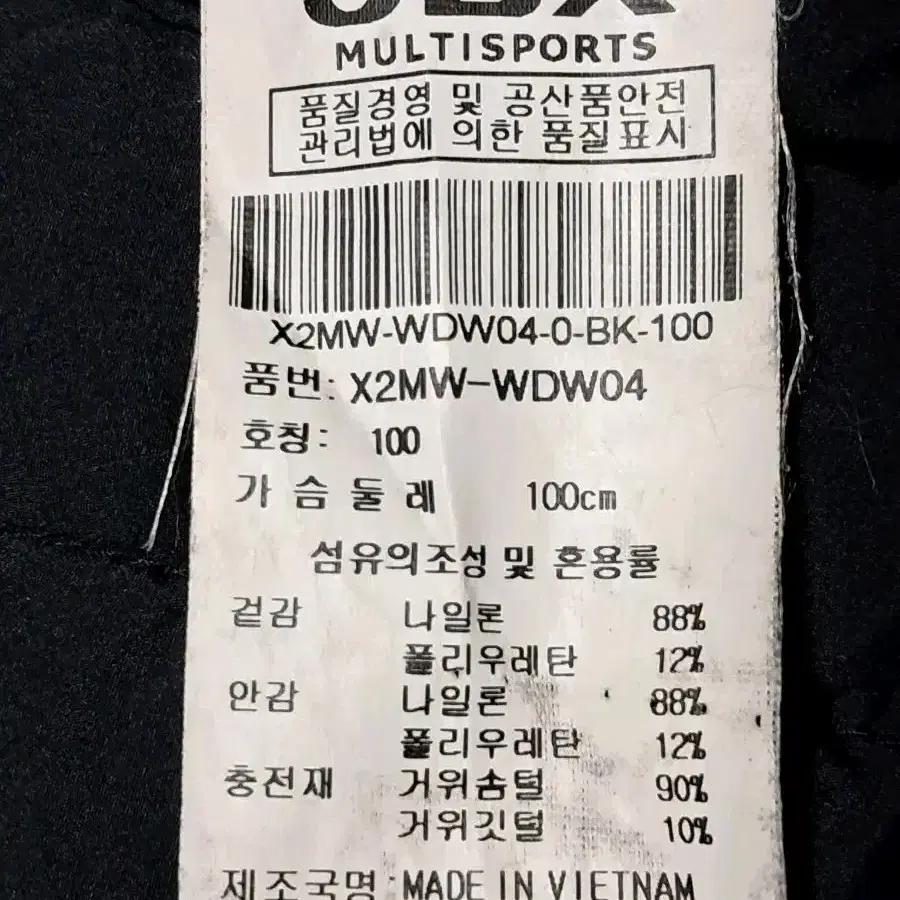 MULTISPORTS
품질경영 및 공산품안전
관리법에 의한 품질표시
X2MW-WDW04-0-BK-100
품번: X2MW-WDW04
호칭: 100
가 슴 둘 레 100cm
섬유의조성 및 혼용률
겉감 나일론 88%
폴리우레탄 12%
안감 나일론 88%
폴리우레탄 12%
충전재 거위솜털 90%
거위깃털 10%
제조국명:MADE IN VIETNAM